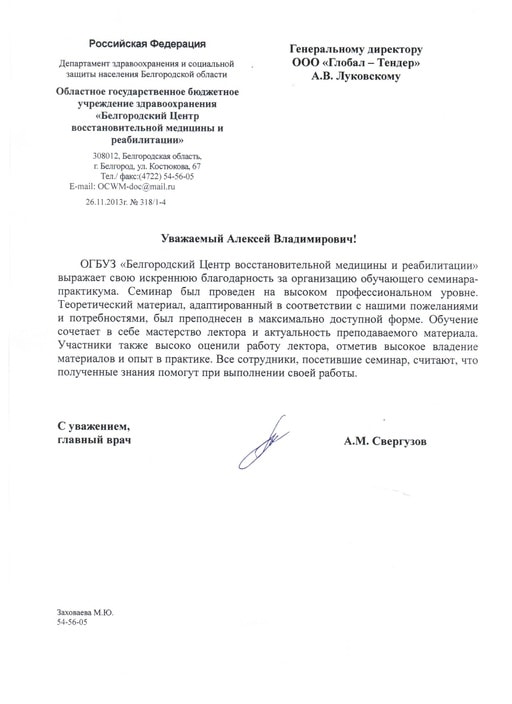 Российская Федерация
Департамент здравоохранения и социальной
защиты населения Белгородской области
Областное государственное бюджетное
учреждение здравоохранения
«Белгородский Центр
восстановительной медицины и
реабилитации»
308012, Белгородская область,
г. Белгород, ул. Костюкова, 67
Тел./ факс:(4722) 54-56-05
E-mail: OCWM-doc@mail.ru
26.11.2013г. № 318/1-4
Генеральному директору
ООО «Глобал – Тендер»
А.В. Луковскому
Уважаемый Алексей Владимирович!
ОГБУЗ «Белгородский Центр восстановительной медицины и реабилитации»
выражает свою искреннюю благодарность за организацию обучающего семинара-
практикума. Семинар был проведен на высоком профессиональном уровне.
Теоретический материал, адаптированный в соответствии с нашими пожеланиями
и потребностями, был преподнесен в максимально доступной форме. Обучение
сочетает в себе мастерство лектора и актуальность преподаваемого материала.
Участники также высоко оценили работу лектора, отметив высокое владение
материалов и опыт в практике. Все сотрудники, посетившие семинар, считают, что
полученные знания помогут при выполнении своей работы.
С уважением,
главный врач
А.М. Свергузов
Заховаева М.Ю.
54-56-05